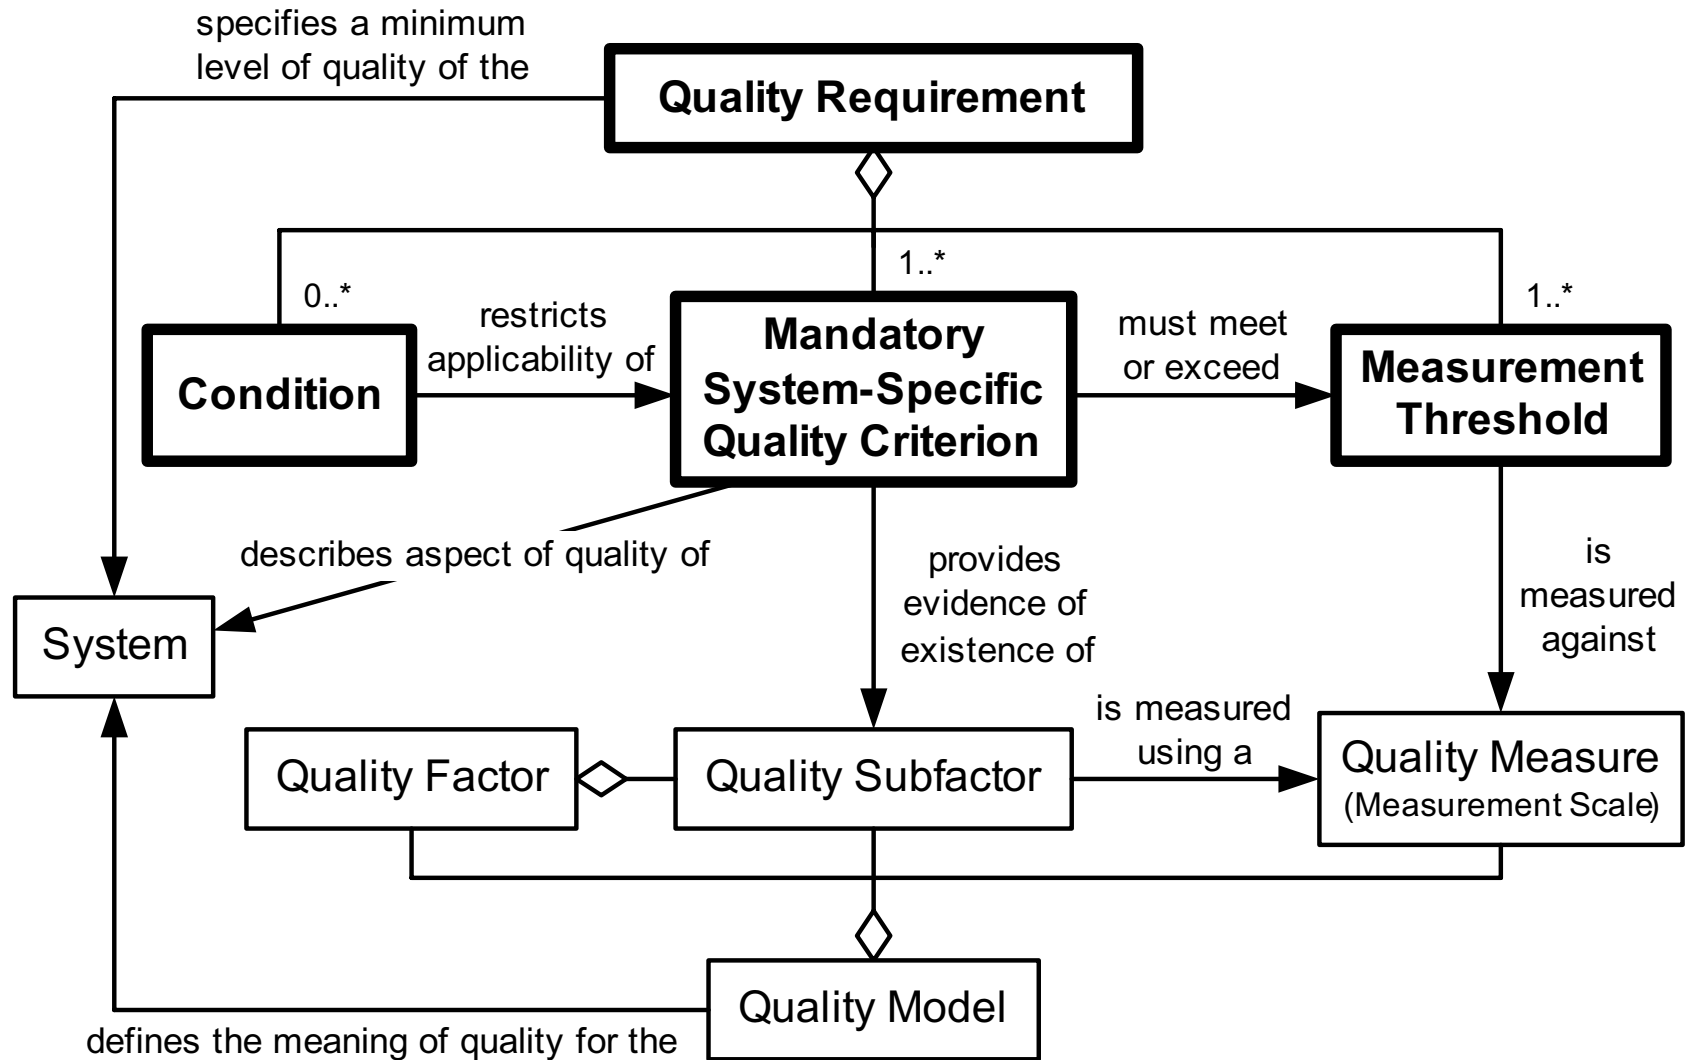 specifies a minimum
level of quality of the
Quality Requirement
0..*
1..*
1..*
restricts
applicability of
must meet
or exceed
Condition
Mandatory
System-Specific
Quality Criterion
Measurement
Threshold
describes aspect of quality of
provides
evidence of
existence of
is
measured
against
System
is measured
using a
Quality Factor
Quality Subfactor
Quality Measure
(Measurement Scale)
Quality Model
defines the meaning of quality for the